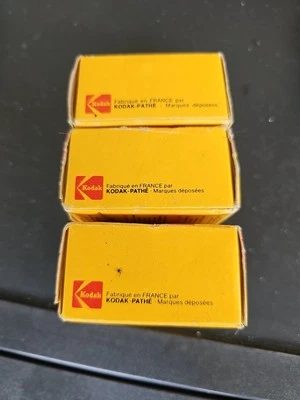 Kodak
Fabriqué en FRANCE par
KODAK-PATHÉ · Marques déposées
Kodak
Fabriqué en FRANCE par
KODAK-PATHÉ · Marques déposées
Kodak
Fabriqué en FRANCE par
KODAK-PATHÉ · Marques déposées